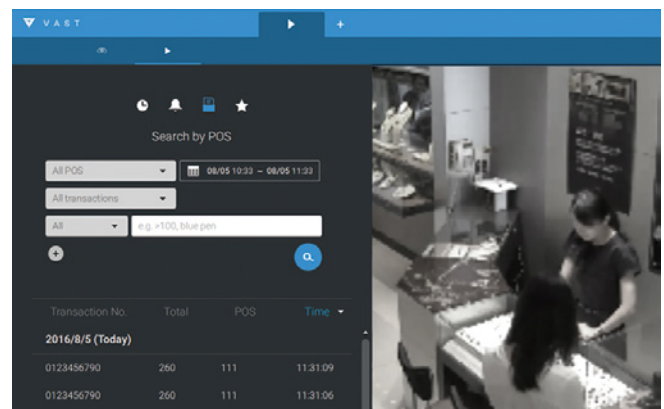 VAST
+
Search by POS
All POS
08/05 10:33 – 08/05 11:33
All transactions
All
e.g. >100, blue pen
Transaction No. Total POS Time
2016/8/5 (Today)
0123456790 260 111 11:31:09
0123456790 260 111 11:31:06